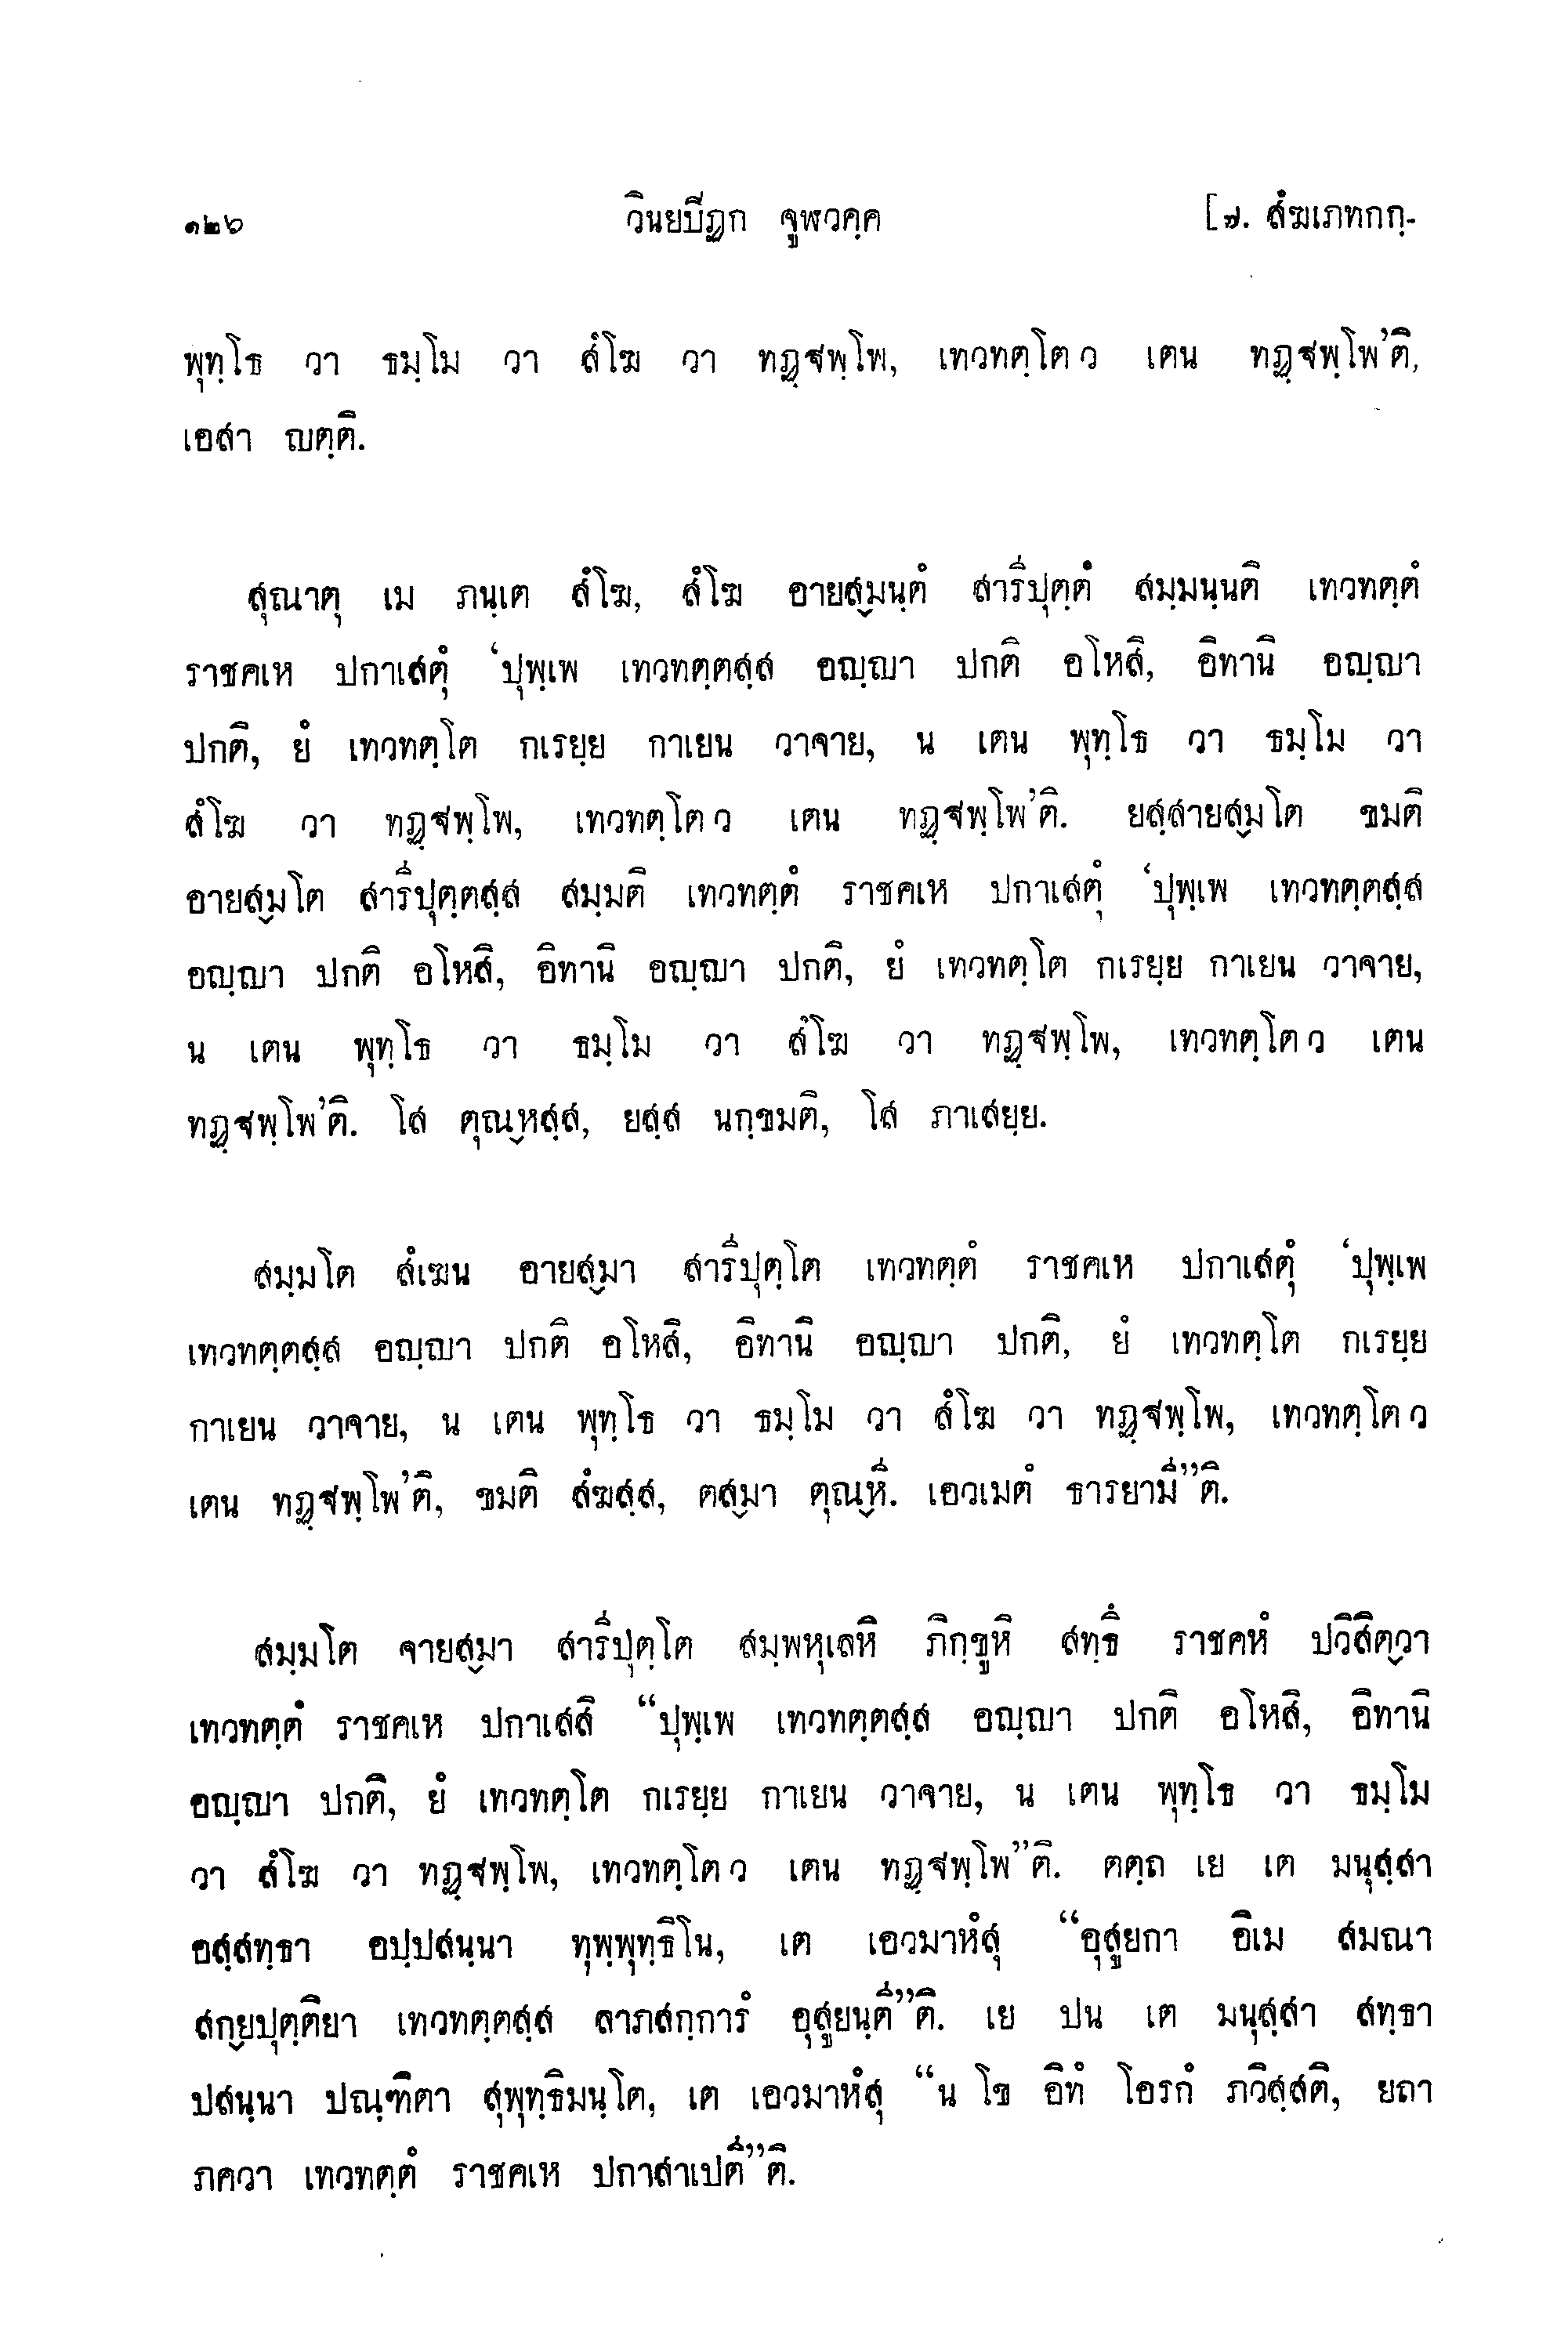 ๑๒๖ วินยปีฏก จูฬวคฺค [๗. สํฆเภทกกฺ-
พุทฺโธ วา ธมฺโม วา สํโฆ วา ทฏฺฐพฺโพ, เทวทตฺโต ว เตน ทฏฺฐพฺโพ’ติ,
เอสา ญตฺติ.
สุณาตุ เม ภนฺเต สํโฆ, สํโฆ อายสฺมนฺตํ สารีปุตฺตํ สมฺมนฺนติ เทวทตฺตํ
ราชคเห ปกาเสตุํ ‘ปุพฺเพ เทวทตฺตสฺส อญฺญา ปกติ อโหสิ, อิทานิ อญฺญา
ปกติ, ยํ เทวทตฺโต กเรยฺย กาเยน วาจาย, น เตน พุทฺโธ วา ธมฺโม วา
สํโฆ วา ทฏฺฐพฺโพ, เทวทตฺโต ว เตน ทฏฺฐพฺโพ’ติ. ยสฺสายสฺมโต ขมติ
อายสฺมโต สารีปุตฺตสฺส สมฺมติ เทวทตฺตํ ราชคเห ปกาเสตุํ ‘ปุพฺเพ เทวทตฺตสฺส
อญฺญา ปกติ อโหสิ, อิทานิ อญฺญา ปกติ, ยํ เทวทตฺโต กเรยฺย กาเยน วาจาย,
น เตน พุทฺโธ วา ธมฺโม วา สํโฆ วา ทฏฺฐพฺโพ, เทวทตฺโต ว เตน
ทฏฺฐพฺโพ’ติ. โส ตุณฺหสฺส, ยสฺส นกฺขมติ, โส ภาเสยฺย.
สมฺมโต สํเฆน อายสฺมา สารีปุตฺโต เทวทตฺตํ ราชคเห ปกาเสตุํ ‘ปุพฺเพ
เทวทตฺตสฺส อญฺญา ปกติ อโหสิ, อิทานิ อญฺญา ปกติ, ยํ เทวทตฺโต กเรยฺย
กาเยน วาจาย, น เตน พุทฺโธ วา ธมฺโม วา สํโฆ วา ทฏฺฐพฺโพ, เทวทตฺโต ว
เตน ทฏฺฐพฺโพ’ติ, ขมติ สํฆสฺส, ตสฺมา ตุณฺหี. เอวเมตํ ธารยามี”ติ.
สมฺมโต จายสฺมา สารีปุตฺโต สมฺพหุเลหิ ภิกฺขูหิ สทฺธึ ราชคหํ ปวิสิตฺวา
เทวทตฺตํ ราชคเห ปกาเสสิ “ปุพฺเพ เทวทตฺตสฺส อญฺญา ปกติ อโหสิ, อิทานิ
อญฺญา ปกติ, ยํ เทวทตฺโต กเรยฺย กาเยน วาจาย, น เตน พุทฺโธ วา ธมฺโม
วา สํโฆ วา ทฏฺฐพฺโพ, เทวทตฺโต ว เตน ทฏฺฐพฺโพ”ติ. ตตฺถ เย เต มนุสฺสา
อสฺสทฺธา อปฺปสนฺนา ทุพฺพุทฺธิโน, เต เอวมาหํสุ “อุสูยกา อิเม สมณา
สกฺยปุตฺติยา เทวทตฺตสฺส ลาภสกฺการํ อุสูยนฺตี”ติ. เย ปน เต มนุสฺสา สทฺธา
ปสนฺนา ปณฺฑิตา สุพุทฺธิมนฺโต, เต เอวมาหํสุ “น โข อิทํ โอรกํ ภวิสฺสติ, ยถา
ภควา เทวทตฺตํ ราชคเห ปกาสาเปตี”ติ.